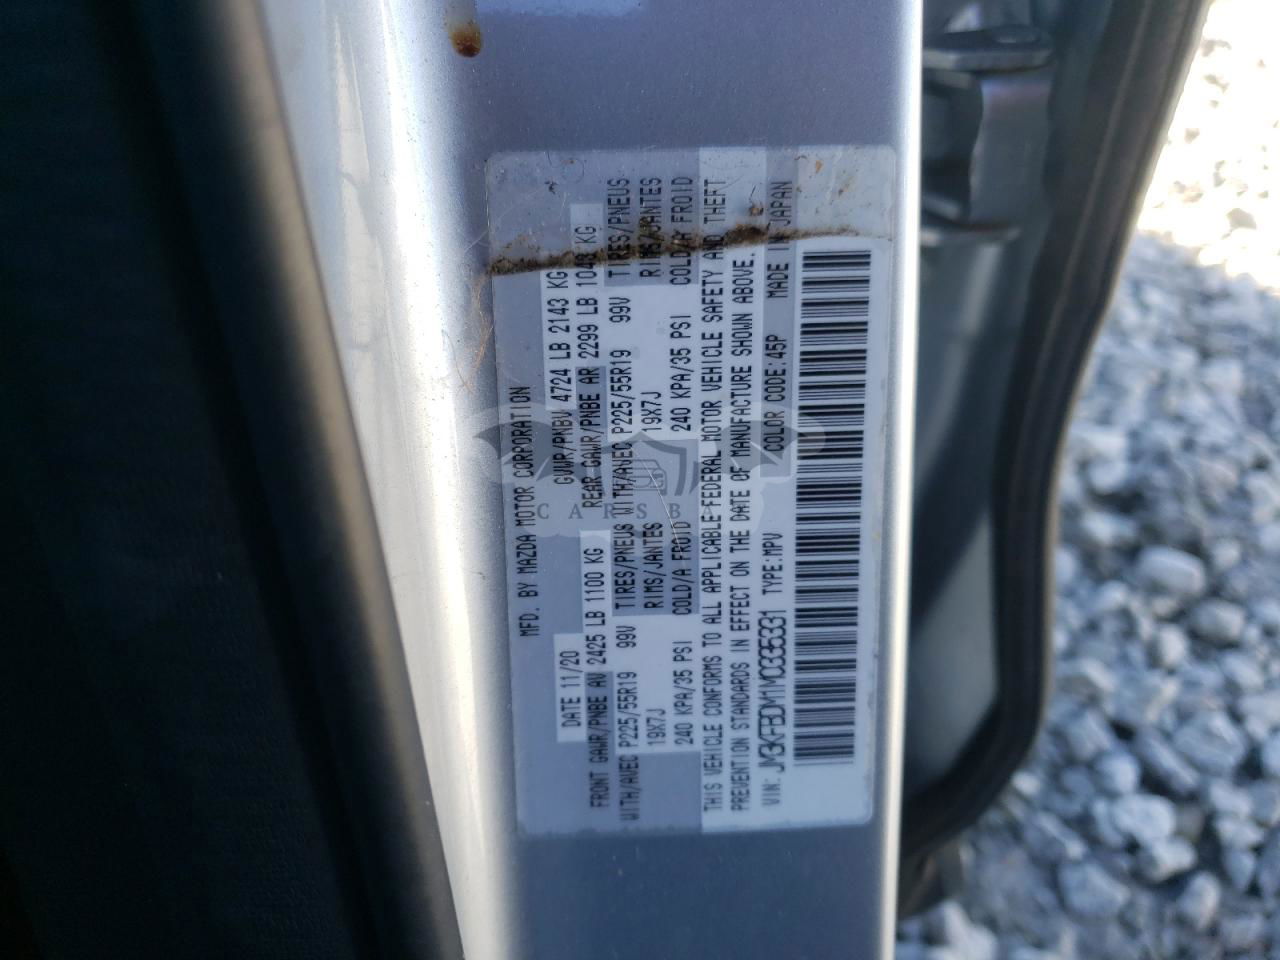 MFD. BY MAZDA MOTOR CORPORATION
DATE 11/20 GVWR/PNBV 4724 LB 2143 KG
FRONT GAWR/PNBE AV 2425 LB 1100 KG REAR GAWR/PNBE AR 2299 LB 1043 KG
WITH/AVEC P225/55R19 99V TIRES/PNEUS WITH/AVEC P225/55R19 99V TIRES/PNEUS
19X7J RIMS/JANTES 19X7J RIMS/JANTES
240 KPA/35 PSI COLD/A FROID 240 KPA/35 PSI COLD/A FROID
THIS VEHICLE CONFORMS TO ALL APPLICABLE FEDERAL MOTOR VEHICLE SAFETY AND THEFT
PREVENTION STANDARDS IN EFFECT ON THE DATE OF MANUFACTURE SHOWN ABOVE.
VIN: JM3KFBDM1M0335331 TYPE:MPV COLOR CODE:45P MADE IN JAPAN